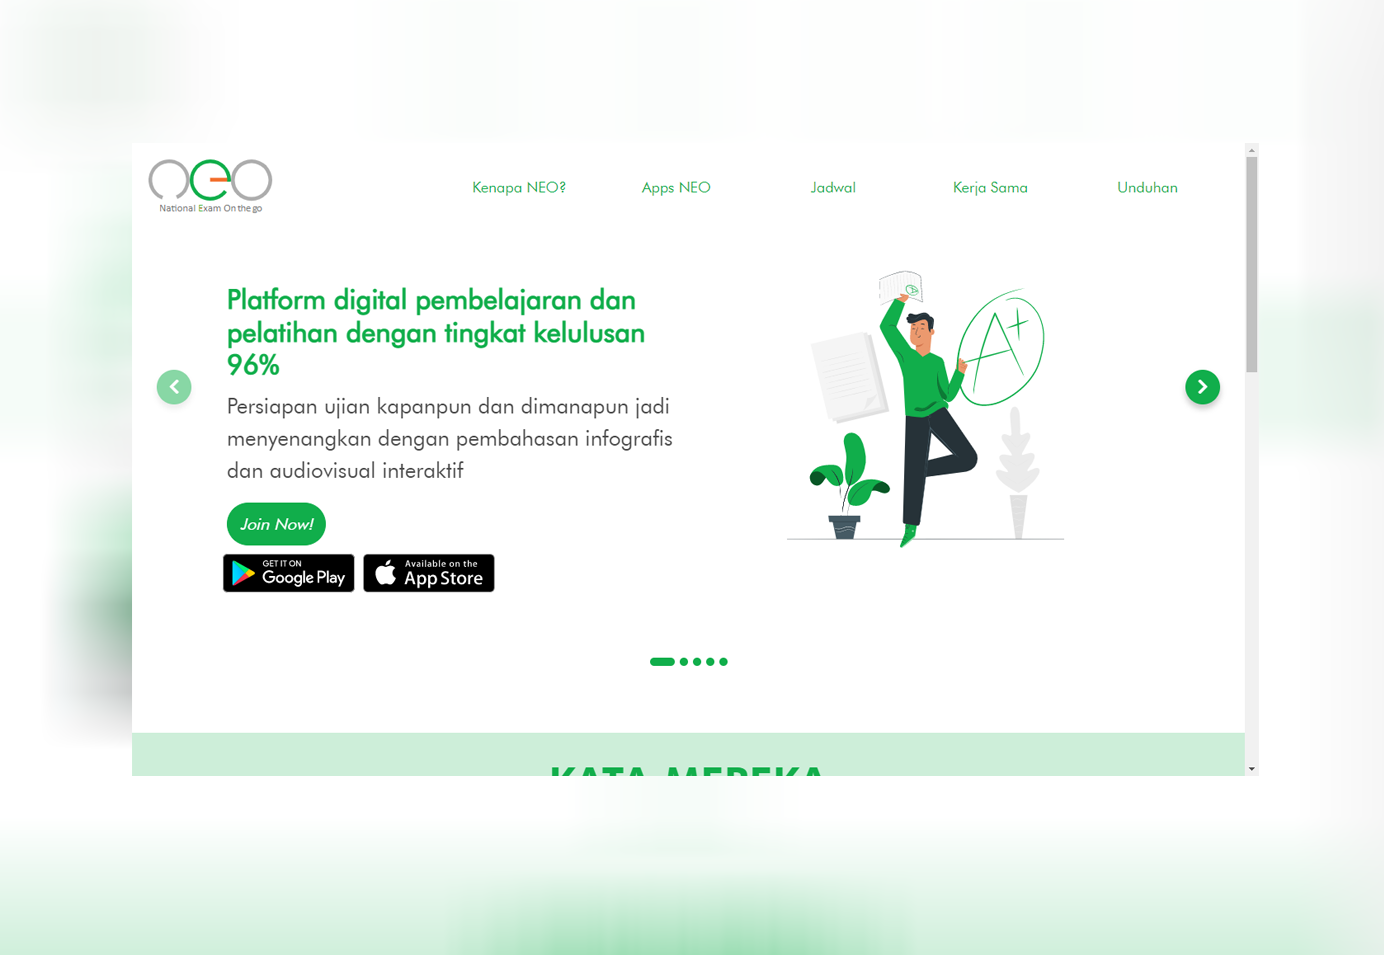 neo
National Exam On the go
Kenapa NEO?
Apps NEO
Jadwal
Kerja Sama
Unduhan
Platform digital pembelajaran dan
pelatihan dengan tingkat kelulusan
96%
Persiapan ujian kapanpun dan dimanapun jadi
menyenangkan dengan pembahasan infografis
dan audiovisual interaktif
A+
Join Now!
GET IT ON
Google Play
Available on the
App Store
KATA MEREKA